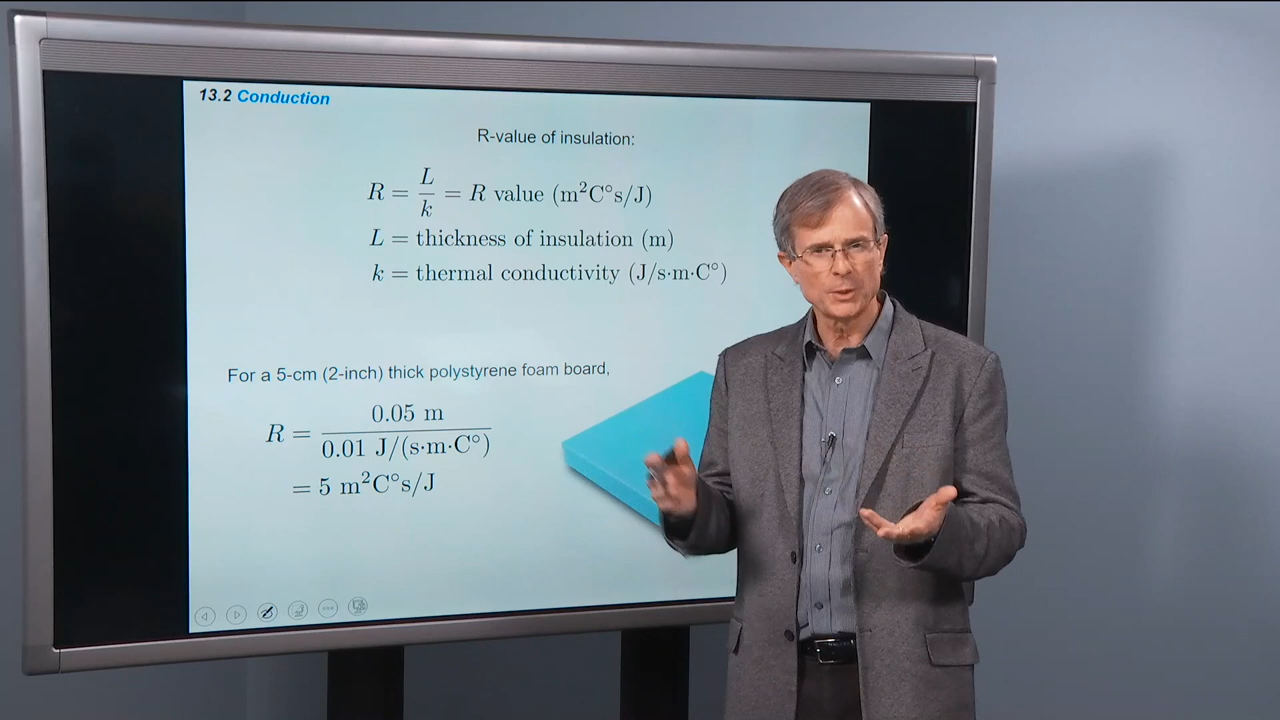 13.2 Conduction
R-value of insulation:
R = L/k = R value (m²C°s/J)
L = thickness of insulation (m)
k = thermal conductivity (J/s·m·C°)
For a 5-cm (2-inch) thick polystyrene foam board,
R = 0.05 m / 0.01 J/(s·m·C°)
= 5 m²C°s/J